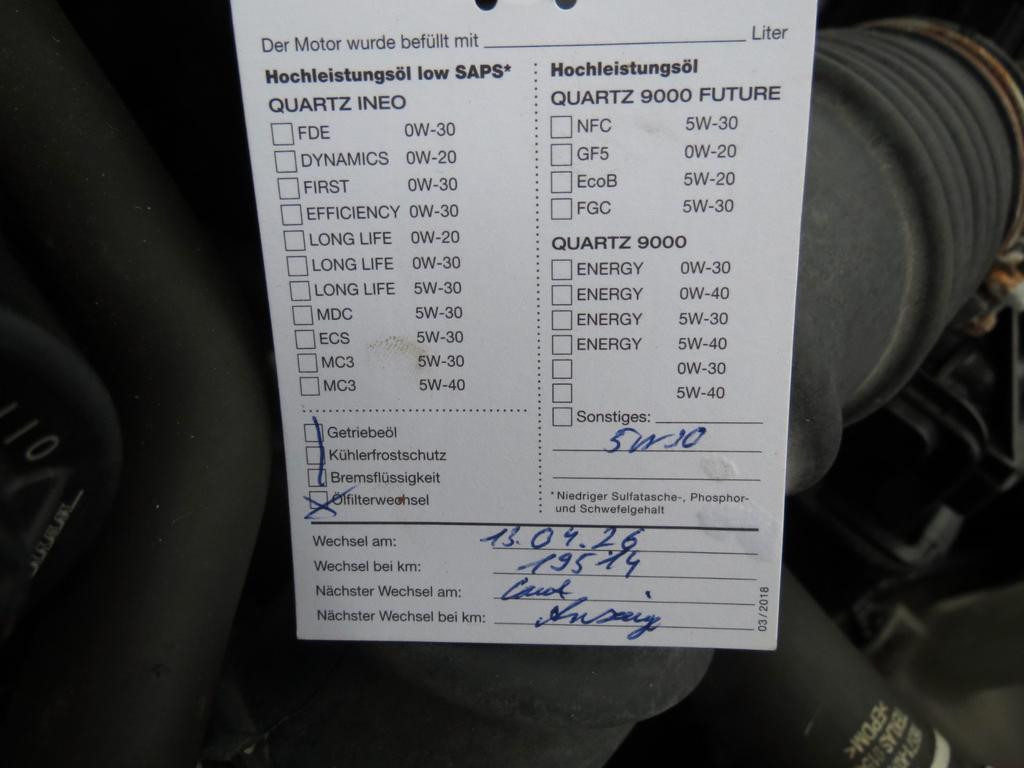 Der Motor wurde befüllt mit Liter
Hochleistungsöl low SAPS*
QUARTZ INEO
FDE 0W-30
DYNAMICS 0W-20
FIRST 0W-30
EFFICIENCY 0W-30
LONG LIFE 0W-20
LONG LIFE 0W-30
LONG LIFE 5W-30
MDC 5W-30
ECS 5W-30
MC3 5W-30
MC3 5W-40
Getriebeöl
Kühlerfrostschutz
Bremsflüssigkeit
Ölfilterwechsel
Hochleistungsöl
QUARTZ 9000 FUTURE
NFC 5W-30
GF5 0W-20
EcoB 5W-20
FGC 5W-30
QUARTZ 9000
ENERGY 0W-30
ENERGY 0W-40
ENERGY 5W-30
ENERGY 5W-40
0W-30
5W-40
Sonstiges:
5W30
* Niedriger Sulfatasche-, Phosphor-
und Schwefelgehalt
Wechsel am: 13.04.26
Wechsel bei km: 19514
Nächster Wechsel am: Laut
Nächster Wechsel bei km: Anzeig
03/2018
110
>EPDM<